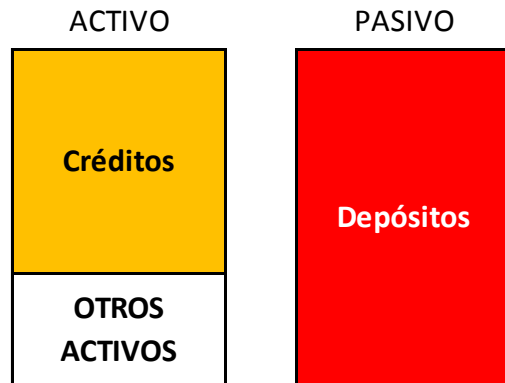 ACTIVO
PASIVO
Créditos
Depósitos
OTROS
ACTIVOS